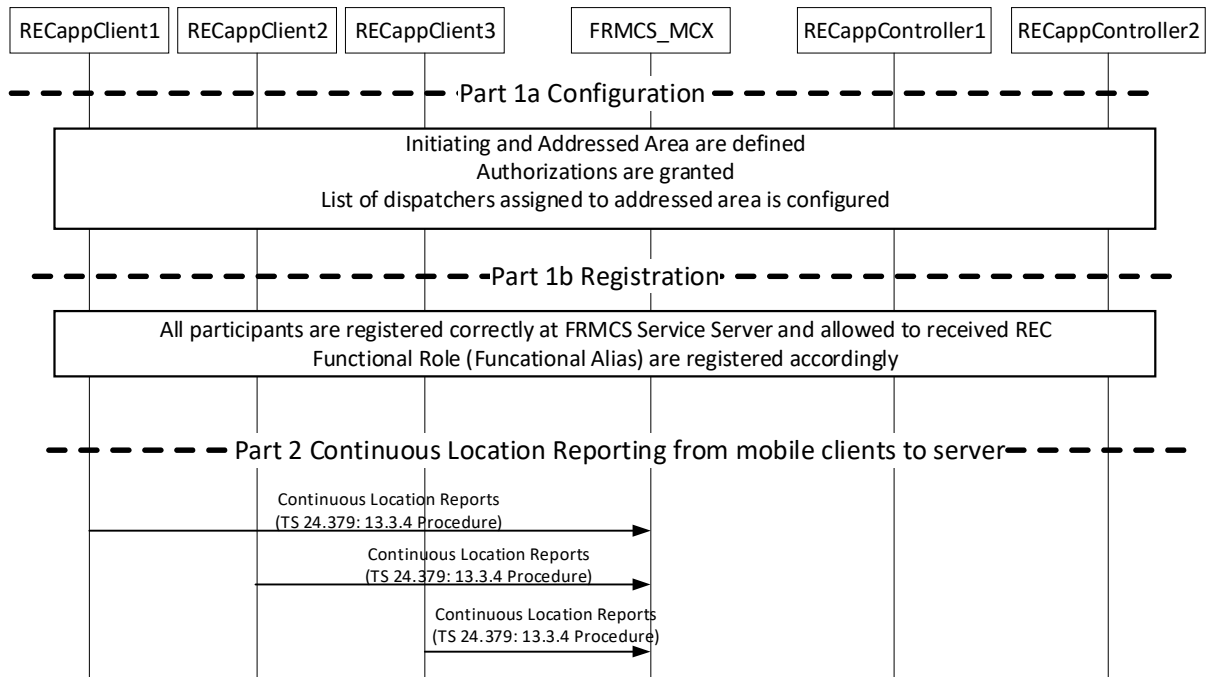 RECappClient1 RECappClient2 RECappClient3 FRMCS_MCX RECappController1 RECappController2
Part 1a Configuration
Initiating and Addressed Area are defined
Authorizations are granted
List of dispatchers assigned to addressed area is configured
Part 1b Registration
All participants are registered correctly at FRMCS Service Server and allowed to received REC
Functional Role (Funcational Alias) are registered accordingly
Part 2 Continuous Location Reporting from mobile clients to server
Continuous Location Reports
(TS 24.379: 13.3.4 Procedure)
Continuous Location Reports
(TS 24.379: 13.3.4 Procedure)
Continuous Location Reports
(TS 24.379: 13.3.4 Procedure)